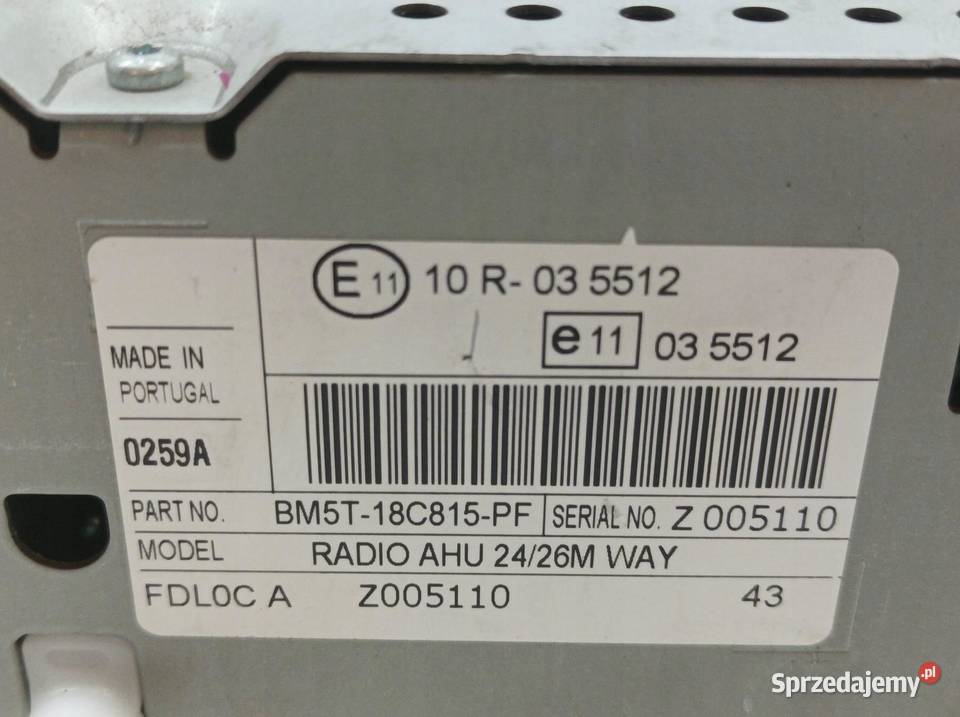 E 11 10 R- 03 5512
e 11 03 5512
MADE IN
PORTUGAL
0259A
PART NO. BM5T-18C815-PF SERIAL NO. Z 005110
MODEL RADIO AHU 24/26M WAY
FDL0C A Z005110 43
Sprzedajemy.pl